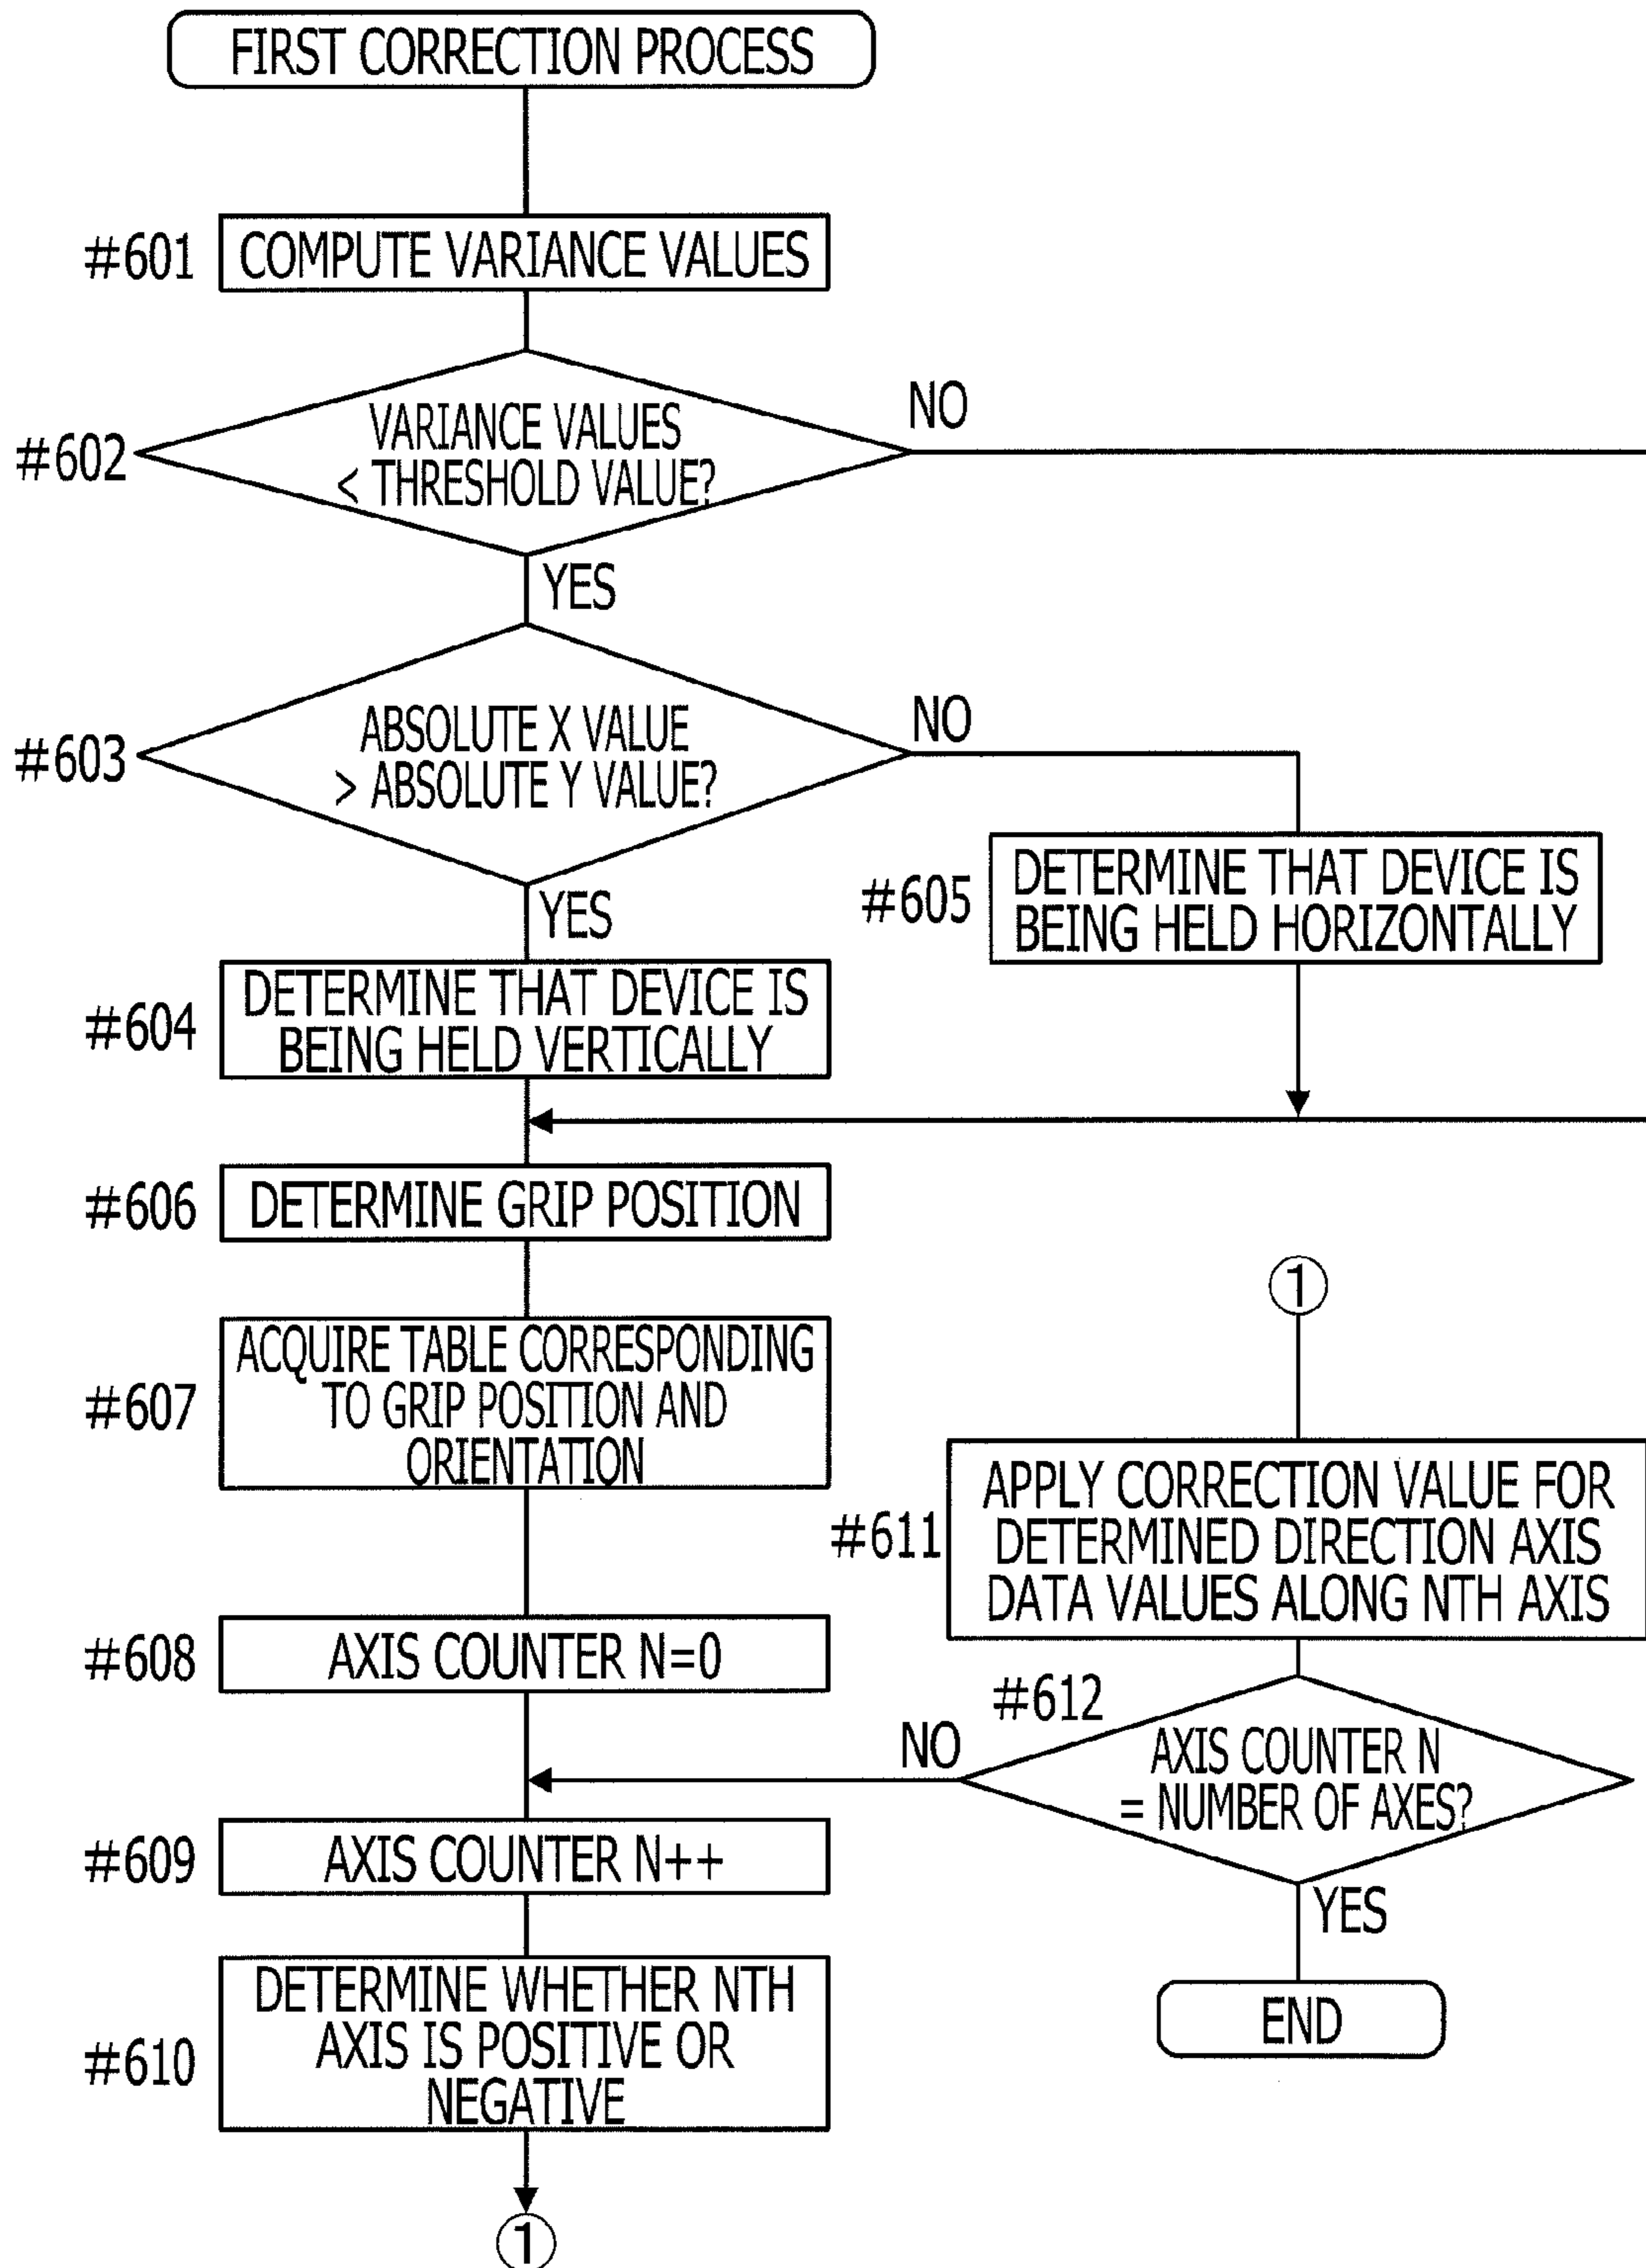 FIRST CORRECTION PROCESS
#601
COMPUTE VARIANCE VALUES
#602
VARIANCE VALUES
< THRESHOLD VALUE?
NO
YES
#603
ABSOLUTE X VALUE
> ABSOLUTE Y VALUE?
NO
YES
#605
DETERMINE THAT DEVICE IS
BEING HELD HORIZONTALLY
#604
DETERMINE THAT DEVICE IS
BEING HELD VERTICALLY
#606
DETERMINE GRIP POSITION
#607
ACQUIRE TABLE CORRESPONDING
TO GRIP POSITION AND
ORIENTATION
#608
AXIS COUNTER N=0
#609
AXIS COUNTER N++
#610
DETERMINE WHETHER NTH
AXIS IS POSITIVE OR
NEGATIVE
1
1
#611
APPLY CORRECTION VALUE FOR
DETERMINED DIRECTION AXIS
DATA VALUES ALONG NTH AXIS
#612
AXIS COUNTER N
= NUMBER OF AXES?
NO
YES
END